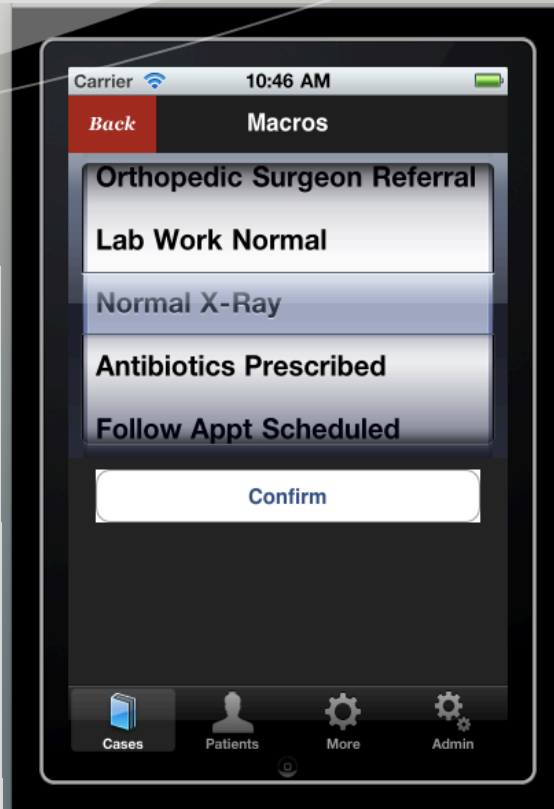 Carrier 10:46 AM
Back Macros
Orthopedic Surgeon Referral
Lab Work Normal
Normal X-Ray
Antibiotics Prescribed
Follow Appt Scheduled
Confirm
Cases Patients More Admin